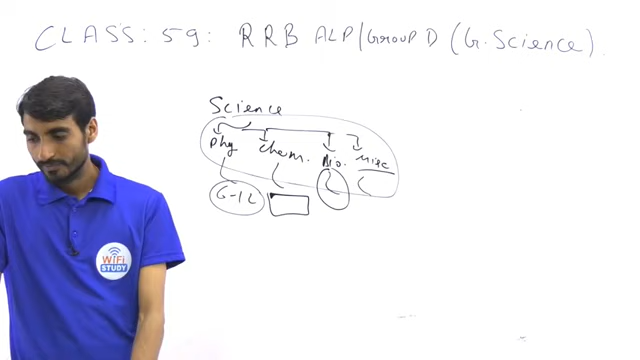 CLASS: 59: RRB ALP/GROUP D (G. Science).
Science
Phy Chem. Bio. Misc
6-12
WiFi
STUDY